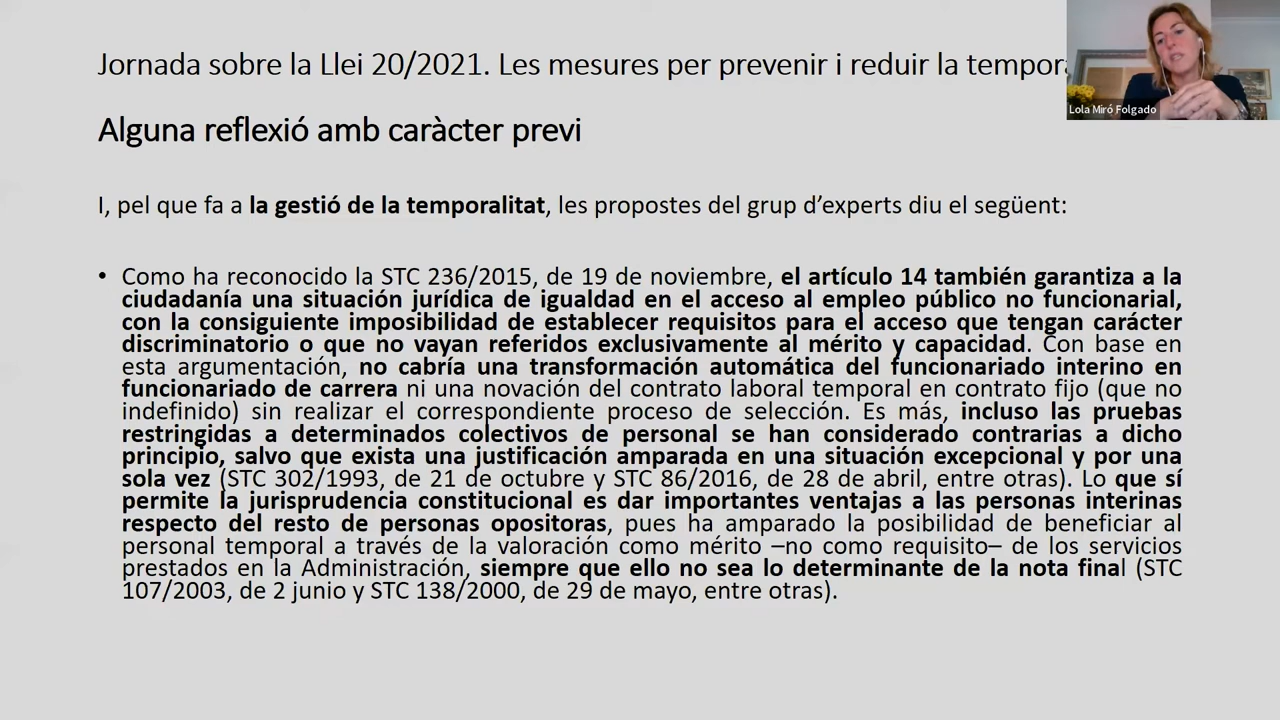 Jornada sobre la Llei 20/2021. Les mesures per prevenir i reduir la
Lola Miró Folgado
Alguna reflexió amb caràcter previ
I, pel que fa a la gestió de la temporalitat, les propostes del grup d’experts diu el següent:
• Como ha reconocido la STC 236/2015, de 19 de noviembre, el artículo 14 también garantiza a la
ciudadanía una situación jurídica de igualdad en el acceso al empleo público no funcionarial,
con la consiguiente imposibilidad de establecer requisitos para el acceso que tengan carácter
discriminatorio o que no vayan referidos exclusivamente al mérito y capacidad. Con base en
esta argumentación, no cabría una transformación automática del funcionariado interino en
funcionariado de carrera ni una novación del contrato laboral temporal en contrato fijo (que no
indefinido) sin realizar el correspondiente proceso de selección. Es más, incluso las pruebas
restringidas a determinados colectivos de personal se han considerado contrarias a dicho
principio, salvo que exista una justificación amparada en una situación excepcional y por una
sola vez (STC 302/1993, de 21 de octubre y STC 86/2016, de 28 de abril, entre otras). Lo que sí
permite la jurisprudencia constitucional es dar importantes ventajas a las personas interinas
respecto del resto de personas opositoras, pues ha amparado la posibilidad de beneficiar al
personal temporal a través de la valoración como mérito –no como requisito– de los servicios
prestados en la Administración, siempre que ello no sea lo determinante de la nota final (STC
107/2003, de 2 junio y STC 138/2000, de 29 de mayo, entre otras).